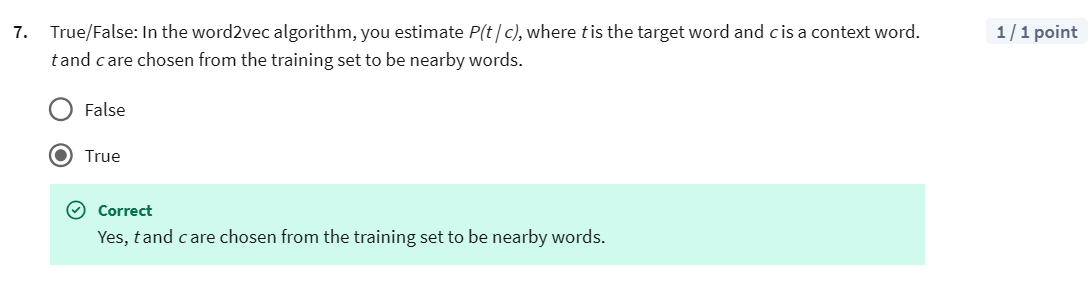 7. True/False: In the word2vec algorithm, you estimate P(t | c), where t is the target word and c is a context word. 1 / 1 point
t and c are chosen from the training set to be nearby words.
False
True
Correct
Yes, t and c are chosen from the training set to be nearby words.